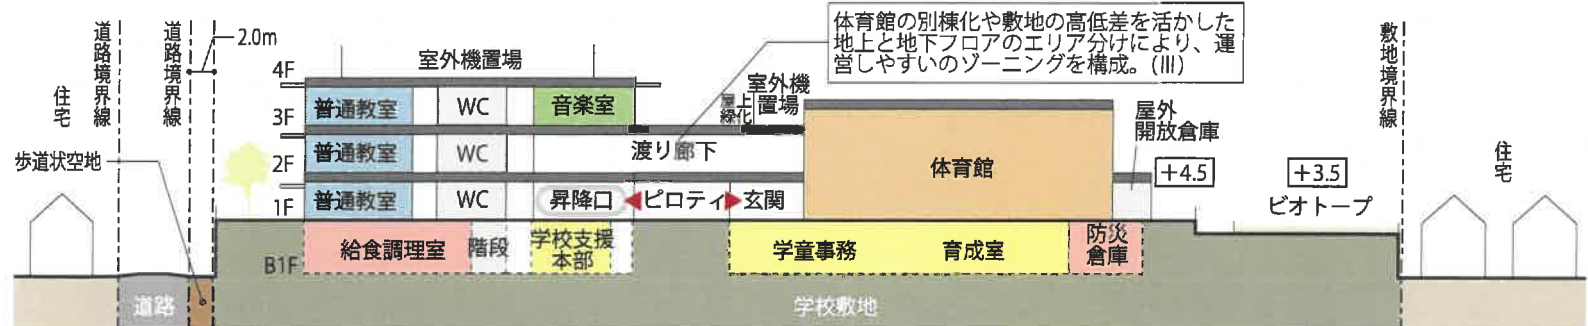 道路境界線
道路境界線
2.0m
住宅
歩道状空地
道路
4F
3F
2F
1F
B1F
室外機置場
普通教室
WC
音楽室
普通教室
WC
渡り廊下
普通教室
WC
昇降口
ピロティ
玄関
屋上緑化
室外機
置場
体育館の別棟化や敷地の高低差を活かした
地上と地下フロアのエリア分けにより、運
営しやすいのゾーニングを構成。(III)
体育館
屋外
開放倉庫
+4.5
+3.5
ビオトープ
敷地境界線
住宅
給食調理室
階段
学校支援
本部
学童事務
育成室
防災
倉庫
学校敷地